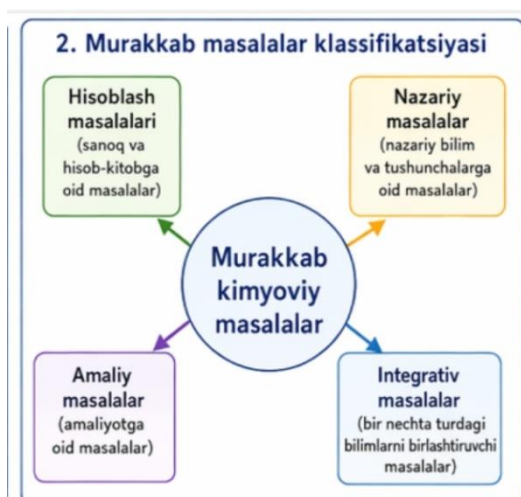 2. Murakkab masalalar klassifikatsiyasi
Hisoblash
masalalari
(sanoq va
hisob-kitobga
oid masalalar)
Nazariy
masalalar
(nazariy bilim
va tushunchalarga
oid masalalar)
Murakkab
kimyoviy
masalalar
Amaliy
masalalar
(amaliyotga
oid masalalar)
Integrativ
masalalar
(bir nechta turdagi
bilimlarni birlashtiruvchi
masalalar)